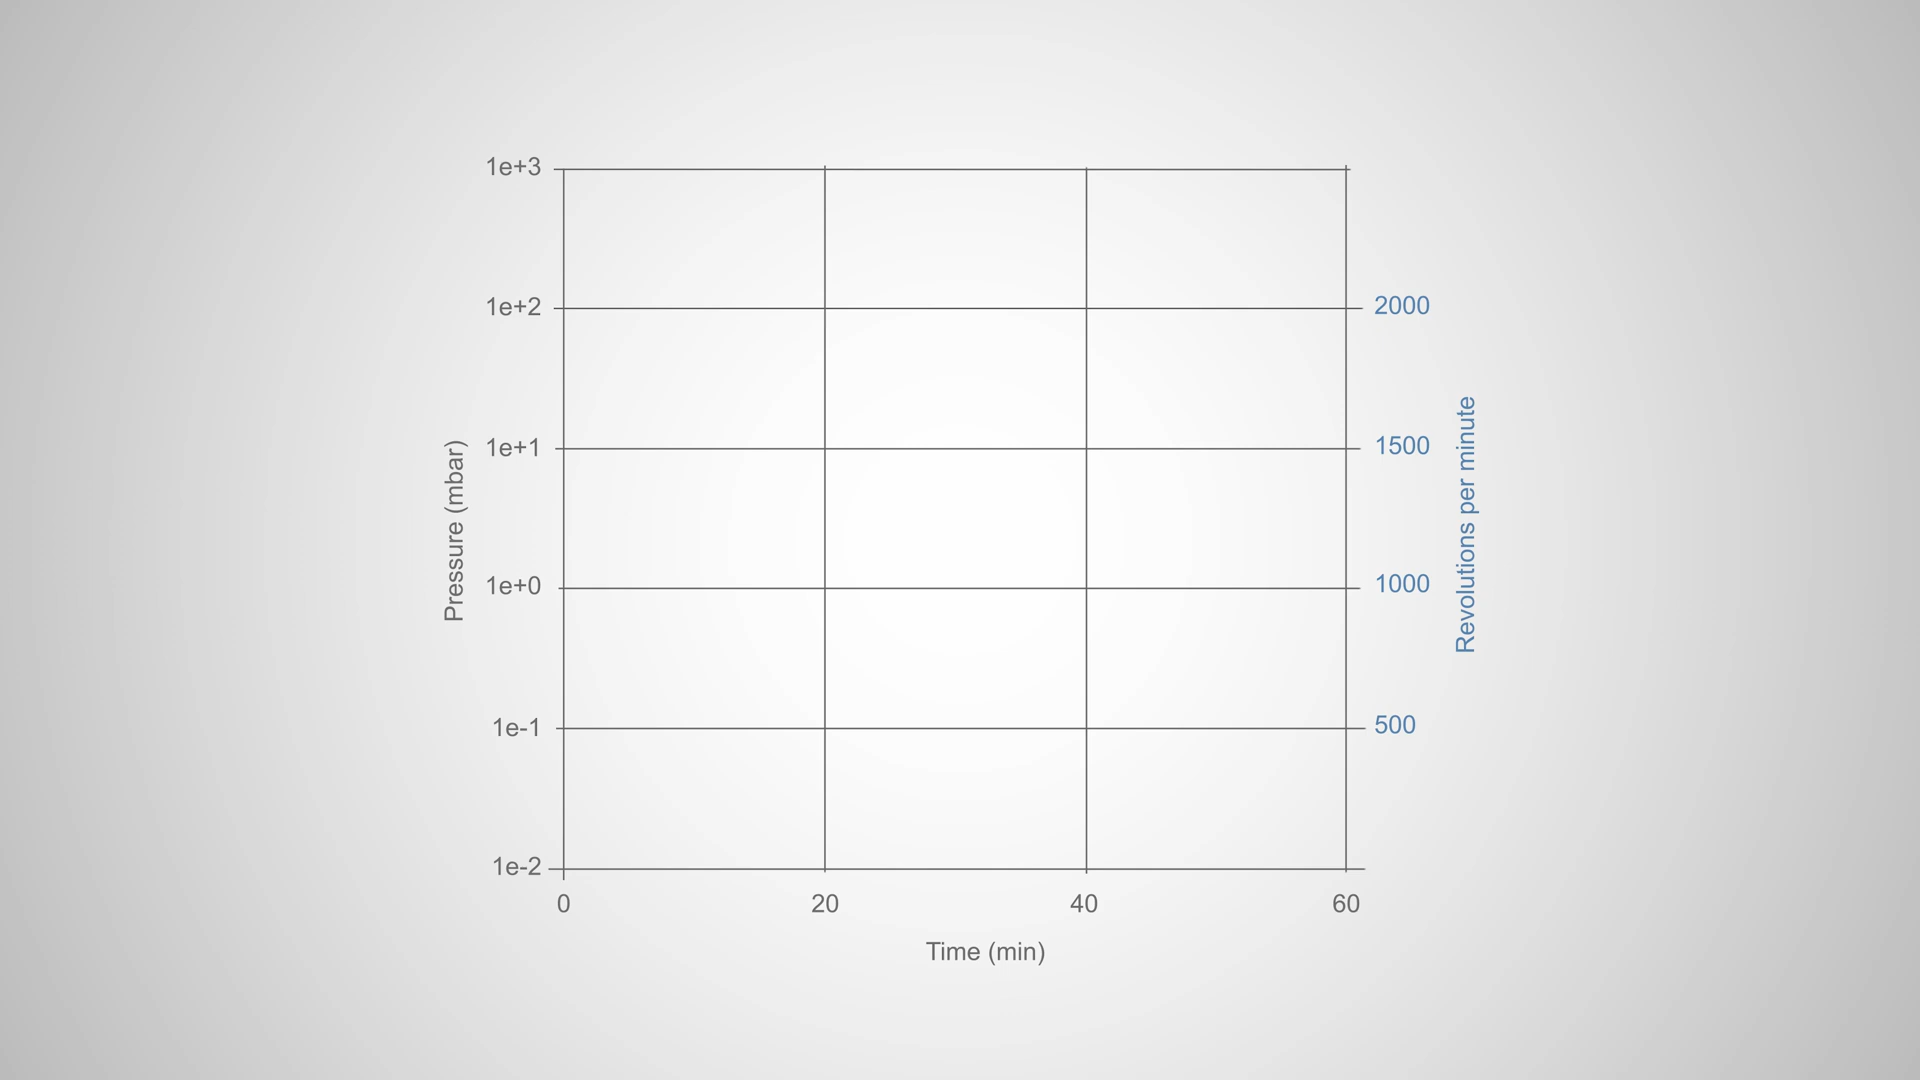 1e+3
1e+2
2000
1e+1
1500
1e+0
1000
1e-1
500
1e-2
Pressure (mbar)
Revolutions per minute
0 20 40 60
Time (min)